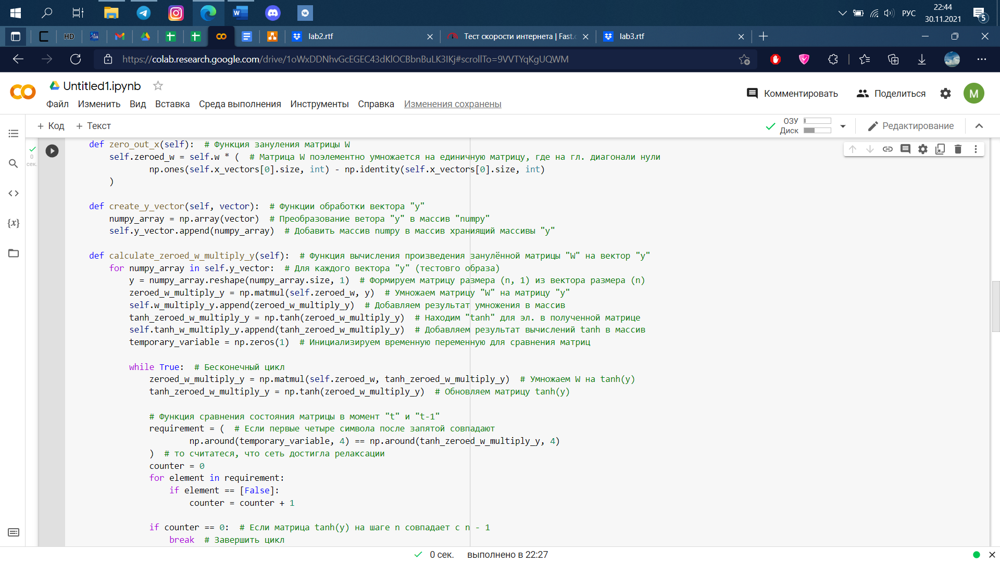 22:44
РУС
30.11.2021
5
HD
lab2.rtf
Тест скорости интернета | Fast.c
lab3.rtf
https://colab.research.google.com/drive/1oWxDDNhvGcEGEC43dKlOCBbnBuLK3IKj#scrollTo=9VVTYqKgUQWM
Untitled1.ipynb
Комментировать
Поделиться
M
Файл Изменить Вид Вставка Среда выполнения Инструменты Справка Изменения сохранены
+ Код + Текст
ОЗУ
Диск
Редактирование
0
сек.
def zero_out_x(self):  # Функция зануления матрицы W
self.zeroed_w = self.w * (  # Матрица W поэлементно умножается на единичную матрицу, где на гл. диагонали нули
np.ones(self.x_vectors[0].size, int) - np.identity(self.x_vectors[0].size, int)
)
def create_y_vector(self, vector):  # Функции обработки вектора "y"
numpy_array = np.array(vector)  # Преобразование ветора "y" в массив "numpy"
self.y_vector.append(numpy_array)  # Добавить массив numpy в массив храниящий массивы "y"
def calculate_zeroed_w_multiply_y(self):  # Функция вычисления произведения занулённой матрицы "W" на вектор "y"
for numpy_array in self.y_vector:  # Для каждого вектора "y" (тестовго образа)
y = numpy_array.reshape(numpy_array.size, 1)  # Формируем матрицу размера (n, 1) из вектора размера (n)
zeroed_w_multiply_y = np.matmul(self.zeroed_w, y)  # Умножаем матрицу "W" на матрицу "y"
self.w_multiply_y.append(zeroed_w_multiply_y)  # Добавляем результат умножения в массив
tanh_zeroed_w_multiply_y = np.tanh(zeroed_w_multiply_y)  # Находим "tanh" для эл. в полученной матрице
self.tanh_w_multiply_y.append(tanh_zeroed_w_multiply_y)  # Добавляем результат вычислений tanh в массив
temporary_variable = np.zeros(1)  # Инициализируем временную переменную для сравнения матриц
while True:  # Бесконечный цикл
zeroed_w_multiply_y = np.matmul(self.zeroed_w, tanh_zeroed_w_multiply_y)  # Умножаем W на tanh(y)
tanh_zeroed_w_multiply_y = np.tanh(zeroed_w_multiply_y)  # Обновляем матрицу tanh(y)
# Функция сравнения состояния матрицы в момент "t" и "t-1"
requirement = (  # Если первые четыре символа после запятой совпадают
np.around(temporary_variable, 4) == np.around(tanh_zeroed_w_multiply_y, 4)
)  # то считатеся, что сеть достигла релаксации
counter = 0
for element in requirement:
if element == [False]:
counter = counter + 1
if counter == 0:  # Если матрица tanh(y) на шаге n совпадает с n - 1
break  # Завершить цикл
0 сек. выполнено в 22:27